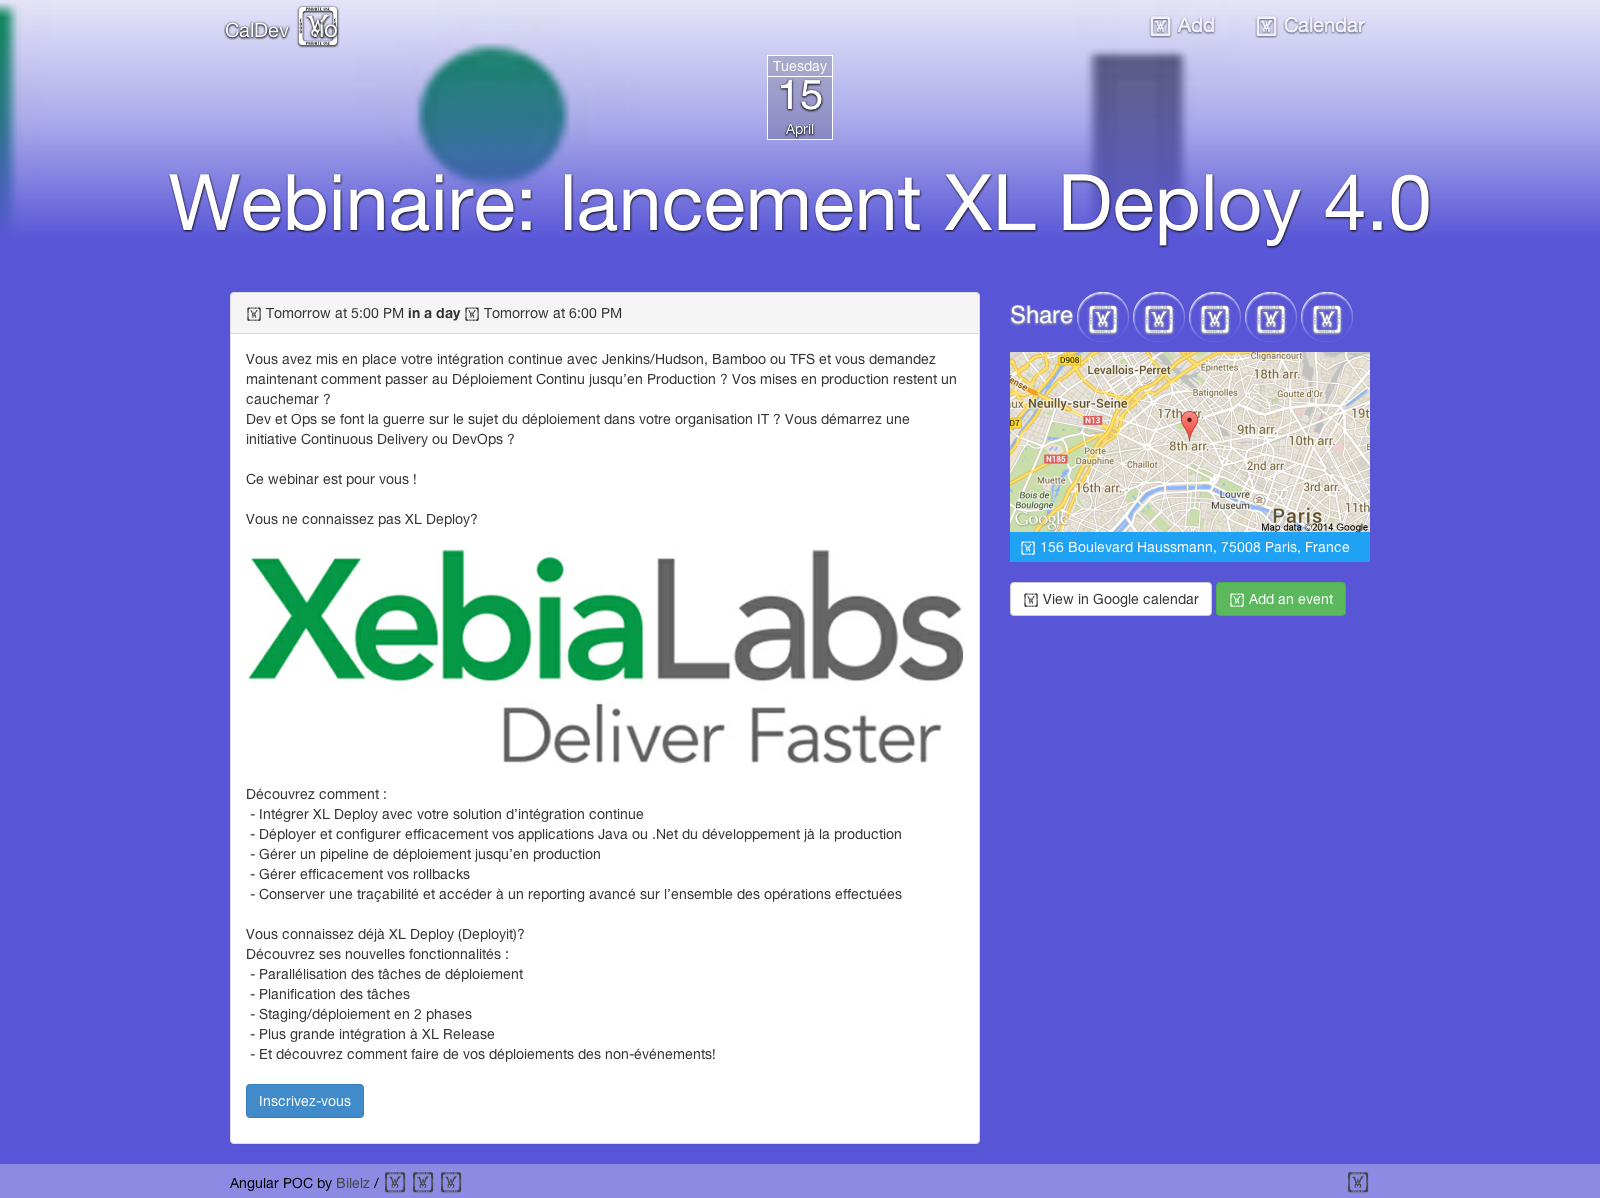 CalDev
Add
Calendar
Tuesday
15
April
Webinaire: lancement XL Deploy 4.0
Tomorrow at 5:00 PM in a day Tomorrow at 6:00 PM
Vous avez mis en place votre intégration continue avec Jenkins/Hudson, Bamboo ou TFS et vous demandez
maintenant comment passer au Déploiement Continu jusqu’en Production ? Vos mises en production restent un
cauchemar ?
Dev et Ops se font la guerre sur le sujet du déploiement dans votre organisation IT ? Vous démarrez une
initiative Continuous Delivery ou DevOps ?
Ce webinar est pour vous !
Vous ne connaissez pas XL Deploy?
XebiaLabs
Deliver Faster
Découvrez comment :
- Intégrer XL Deploy avec votre solution d’intégration continue
- Déployer et configurer efficacement vos applications Java ou .Net du développement jà la production
- Gérer un pipeline de déploiement jusqu’en production
- Gérer efficacement vos rollbacks
- Conserver une traçabilité et accéder à un reporting avancé sur l’ensemble des opérations effectuées
Vous connaissez déjà XL Deploy (Deployit)?
Découvrez ses nouvelles fonctionnalités :
- Parallélisation des tâches de déploiement
- Planification des tâches
- Staging/déploiement en 2 phases
- Plus grande intégration à XL Release
- Et découvrez comment faire de vos déploiements des non-événements!
Inscrivez-vous
Share
D908
Clignancourt
Levallois-Perret
Epinettes
18th arr.
Batignolles
Goutte d'Or
Neuilly-sur-Seine
17th arr.
19t
D7
N13
9th arr.
10th arr.
8th arr.
N185
Porte
Dauphine
Chaillot
2nd arr.
Muette
16th arr.
3rd arr.
Bois de
Boulogne
Louvre
Museum
11th
Paris
Google
Map data ©2014 Google
156 Boulevard Haussmann, 75008 Paris, France
View in Google calendar
Add an event
Angular POC by Bilelz /